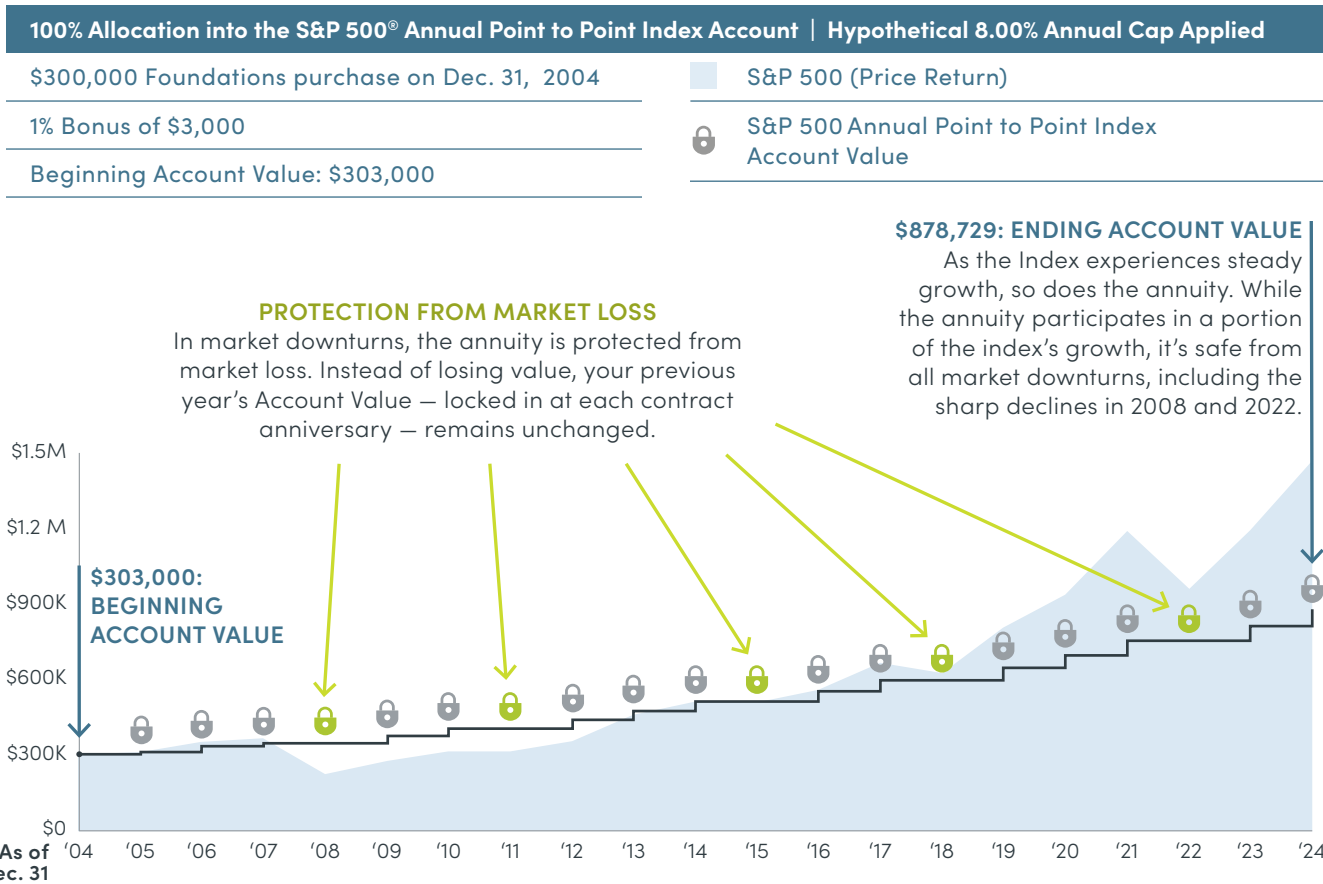 100% Allocation into the S&P 500® Annual Point to Point Index Account | Hypothetical 8.00% Annual Cap Applied
$300,000 Foundations purchase on Dec. 31, 2004
1% Bonus of $3,000
Beginning Account Value: $303,000
S&P 500 (Price Return)
S&P 500 Annual Point to Point Index
Account Value
$878,729: ENDING ACCOUNT VALUE
As the Index experiences steady
growth, so does the annuity. While
the annuity participates in a portion
of the index’s growth, it’s safe from
all market downturns, including the
sharp declines in 2008 and 2022.
PROTECTION FROM MARKET LOSS
In market downturns, the annuity is protected from
market loss. Instead of losing value, your previous
year’s Account Value — locked in at each contract
anniversary — remains unchanged.
$1.5M
$1.2 M
$900K
$600K
$300K
$0
$303,000:
BEGINNING
ACCOUNT VALUE
As of
ec. 31
‘04 ‘05 ‘06 ‘07 ‘08 ‘09 ‘10 ‘11 ‘12 ‘13 ‘14 ‘15 ‘16 ‘17 ‘18 ‘19 ‘20 ‘21 ‘22 ‘23 ‘24